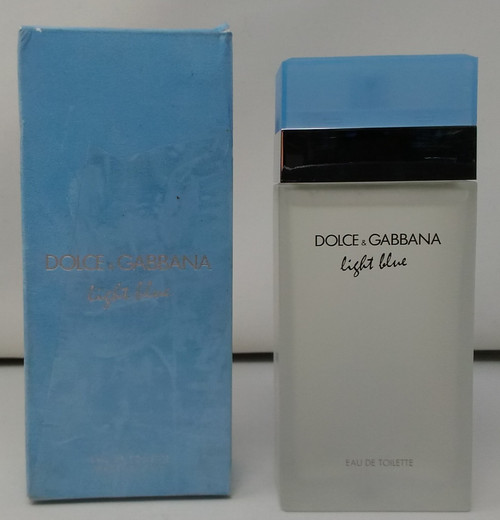 DOLCE & GABBANA
light blue
DOLCE & GABBANA
light blue
EAU DE TOILETTE